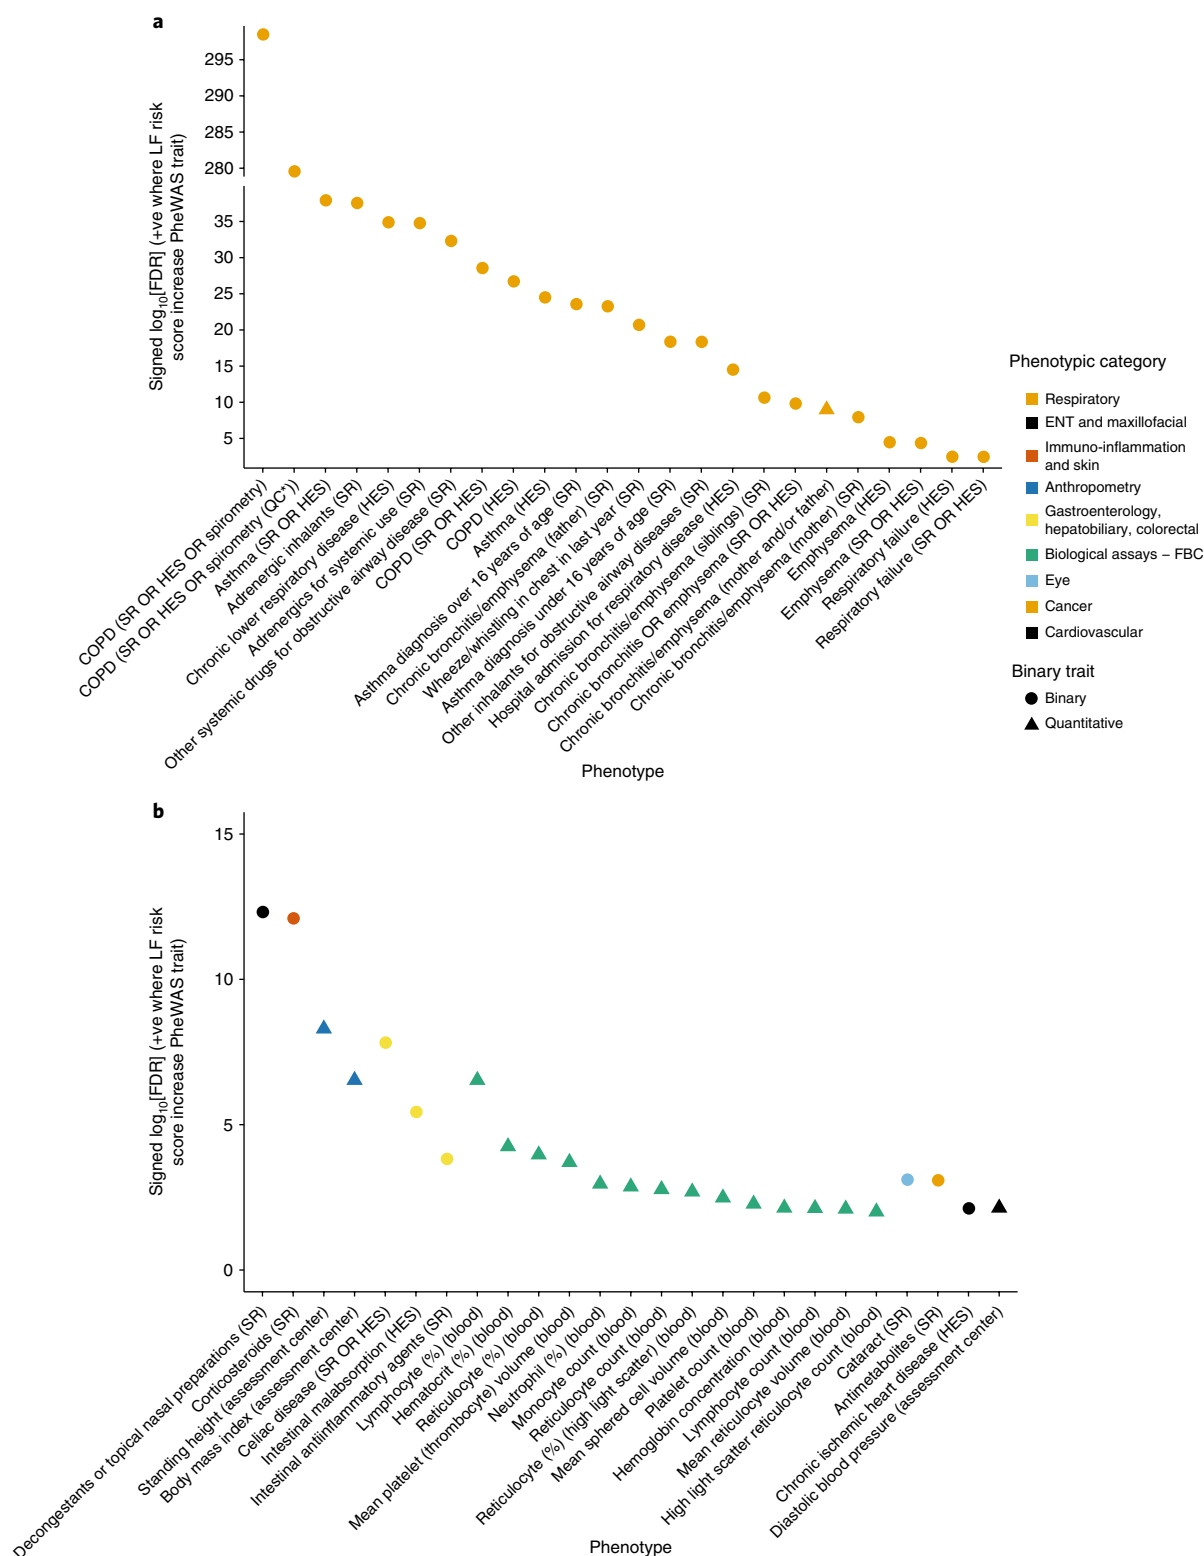 a
Signed log10[FDR] (+ve where LF risk
score increase PheWAS trait)
295
290
285
280
35
30
25
20
15
10
5
COPD (SR OR HES OR spirometry)
COPD (SR OR HES OR spirometry (QC*))
Asthma (SR OR HES)
Adrenergic inhalants (SR)
Chronic lower respiratory disease (HES)
Adrenergics for systemic use (SR)
Other systemic drugs for obstructive airway disease (SR)
COPD (SR OR HES)
COPD (HES)
Asthma (HES)
Asthma diagnosis over 16 years of age (SR)
Chronic bronchitis/emphysema (father) (SR)
Wheeze/whistling in chest in last year (SR)
Asthma diagnosis under 16 years of age (SR)
Other inhalants for obstructive airway diseases (SR)
Hospital admission for respiratory disease (HES)
Chronic bronchitis/emphysema (siblings) (SR)
Chronic bronchitis OR emphysema (SR OR HES)
Chronic bronchitis/emphysema (mother and/or father)
Chronic bronchitis/emphysema (mother) (SR)
Emphysema (HES)
Emphysema (SR OR HES)
Respiratory failure (HES)
Respiratory failure (SR OR HES)
Phenotype
Phenotypic category
Respiratory
ENT and maxillofacial
Immuno-inflammation
and skin
Anthropometry
Gastroenterology,
hepatobiliary, colorectal
Biological assays – FBC
Eye
Cancer
Cardiovascular
Binary trait
Binary
Quantitative
b
Signed log10[FDR] (+ve where LF risk
score increase PheWAS trait)
15
10
5
0
Decongestants or topical nasal preparations (SR)
Corticosteroids (SR)
Standing height (assessment center)
Body mass index (assessment center)
Celiac disease (SR OR HES)
Intestinal malabsorption (HES)
Intestinal antiinflammatory agents (SR)
Lymphocyte (%) (blood)
Hematocrit (%) (blood)
Reticulocyte (%) (blood)
Mean platelet (thrombocyte) volume (blood)
Neutrophil (%) (blood)
Monocyte count (blood)
Reticulocyte count (blood)
Reticulocyte (%) (high light scatter) (blood)
Mean sphered cell volume (blood)
Platelet count (blood)
Hemoglobin concentration (blood)
Lymphocyte count (blood)
Mean reticulocyte volume (blood)
High light scatter reticulocyte count (blood)
Cataract (SR)
Antimetabolites (SR)
Chronic ischemic heart disease (HES)
Diastolic blood pressure (assessment center)
Phenotype